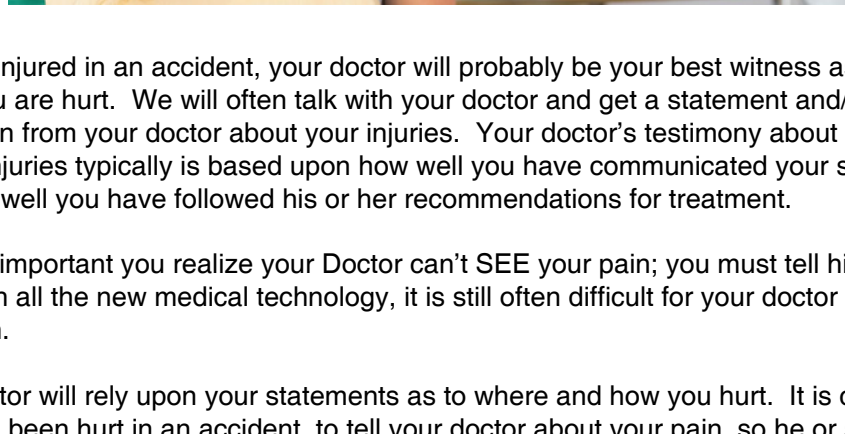 njured in an accident, your doctor will probably be your best witness a
u are hurt.  We will often talk with your doctor and get a statement and/
n from your doctor about your injuries.  Your doctor’s testimony about
njuries typically is based upon how well you have communicated your s
well you have followed his or her recommendations for treatment.
important you realize your Doctor can’t SEE your pain; you must tell hi
n all the new medical technology, it is still often difficult for your doctor
n.
tor will rely upon your statements as to where and how you hurt.  It is c
been hurt in an accident, to tell your doctor about your pain, so he or